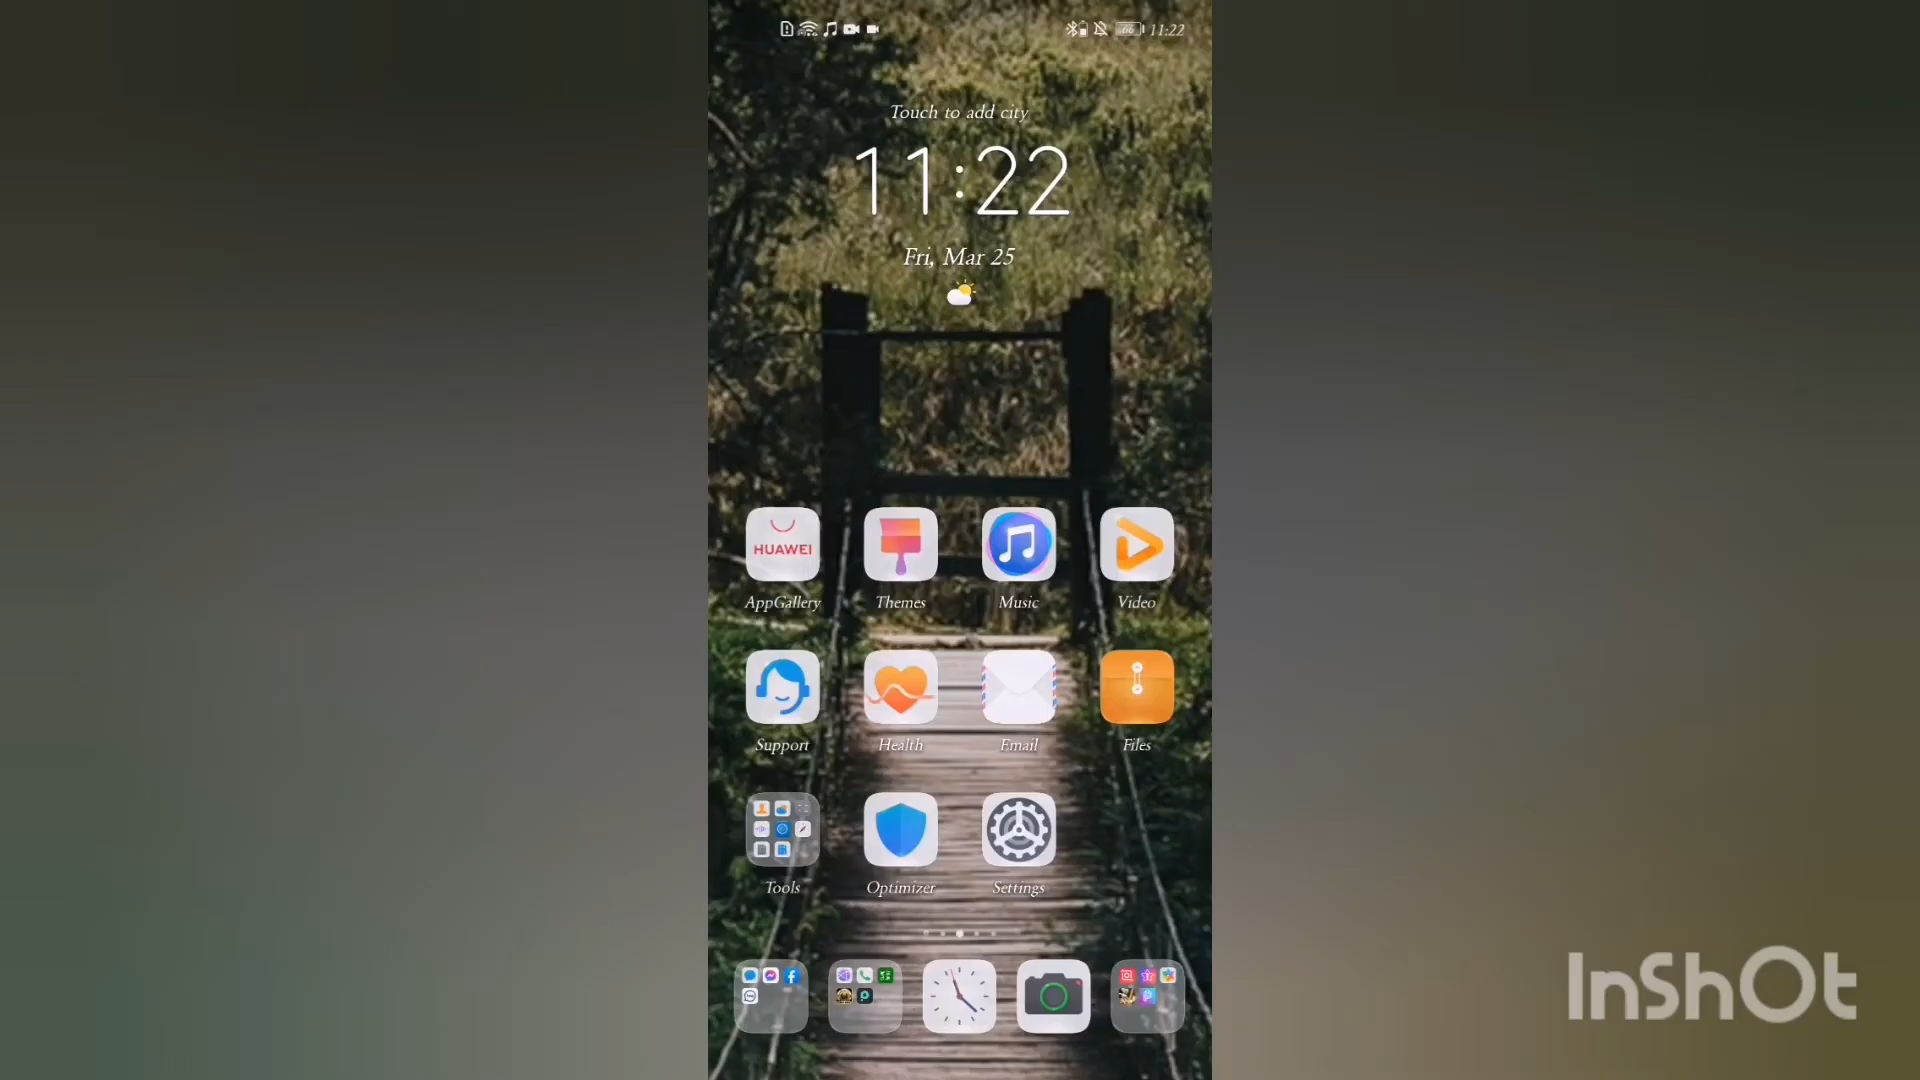 66 11:22
Touch to add city
11:22
Fri, Mar 25
HUAWEI
AppGallery Themes Music Video
Support Health Email Files
Tools Optimizer Settings
InShOt